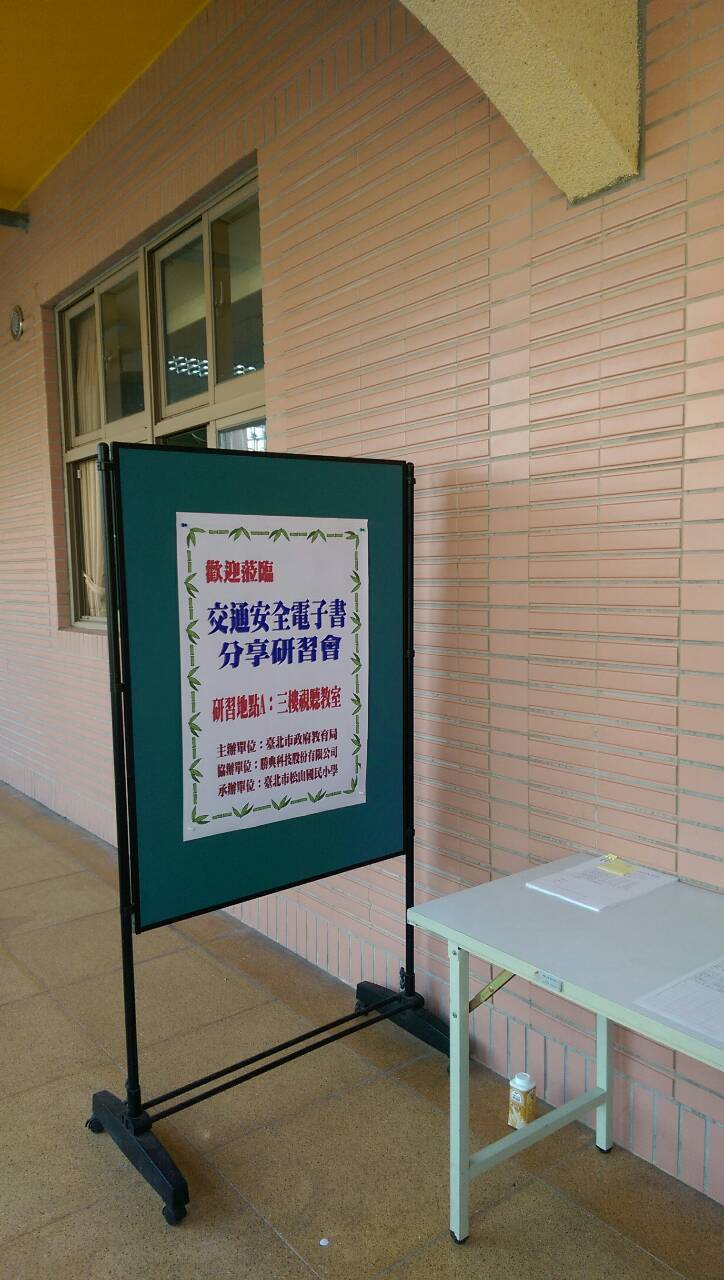 歡迎蒞臨
交通安全電子書
分享研習會
研習地點A：三樓視聽教室
主辦單位：臺北市政府教育局
協辦單位：勝典科技股份有限公司
承辦單位：臺北市松山國民小學